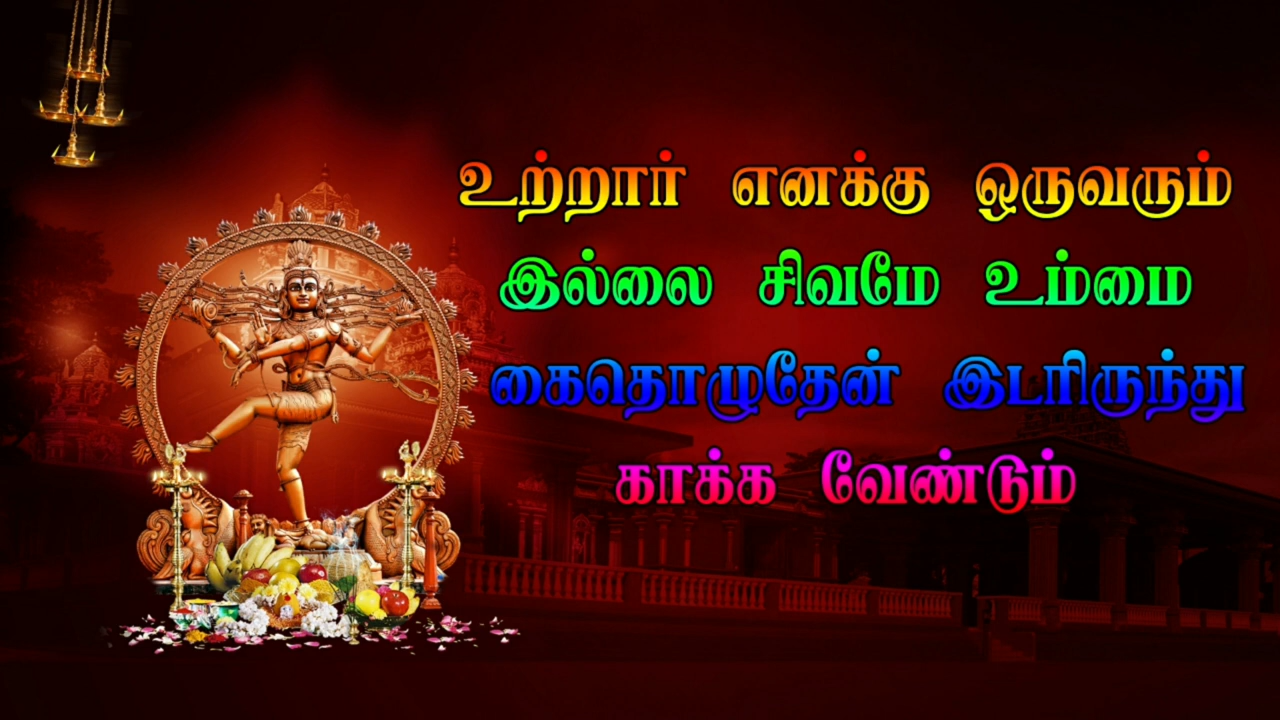 உற்றார் எனக்கு ஒருவரும்
இல்லை சிவமே உம்மை
கைதொழுதேன் இடரிருந்து
காக்க வேண்டும்